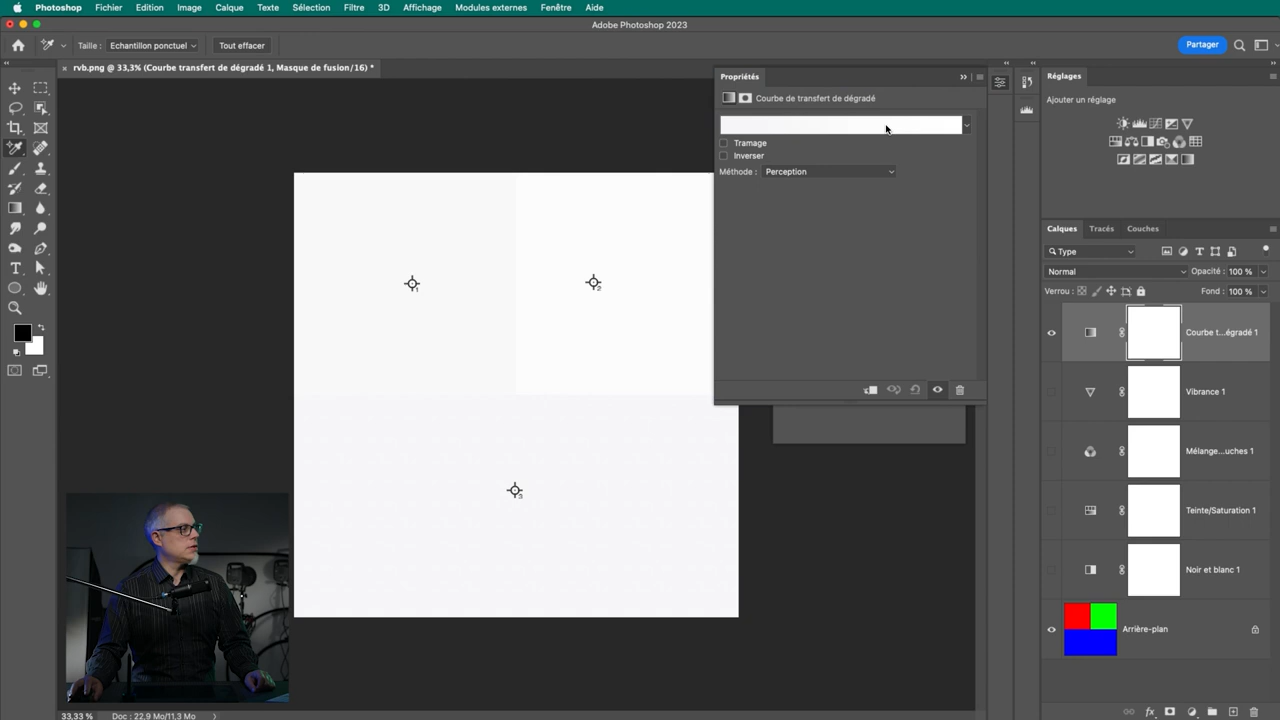 Photoshop Fichier Edition Image Calque Texte Sélection Filtre 3D Affichage Modules externes Fenêtre Aide
Adobe Photoshop 2023
Taille : Echantillon ponctuel Tout effacer Partager
rvb.png @ 33,3% (Courbe transfert de dégradé 1, Masque de fusion/16) *
Propriétés
Courbe de transfert de dégradé
Tramage
Inverser
Méthode : Perception
Réglages
Ajouter un réglage
Calques Tracés Couches
Type
Normal Opacité : 100 %
Verrou : Fond : 100 %
Courbe t...égradé 1
Vibrance 1
Mélange...uches 1
Teinte/Saturation 1
Noir et blanc 1
Arrière-plan
1
2
3
33,33 % Doc : 22,9 Mo/11,3 Mo